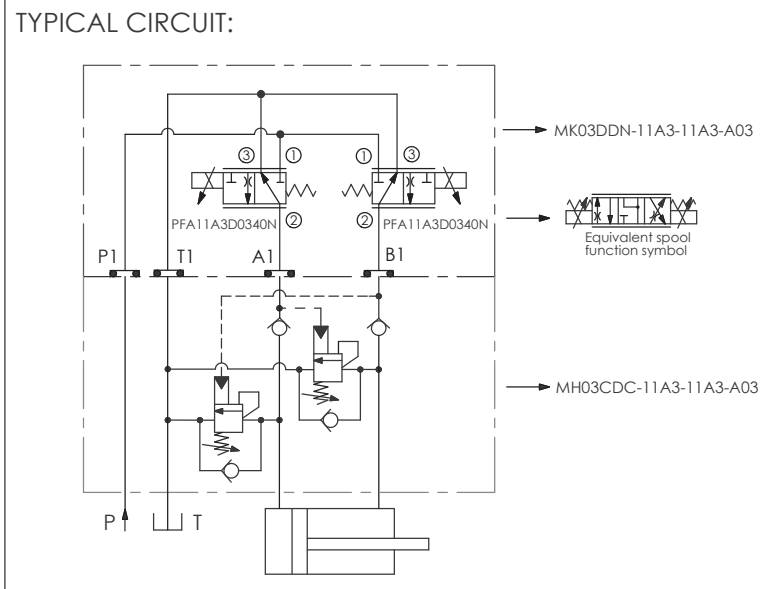 TYPICAL CIRCUIT:
MK03DDN-11A3-11A3-A03
③ ① ① ③
PFA11A3D0340N ② ② PFA11A3D0340N
Equivalent spool
function symbol
P1 T1 A1 B1
MH03CDC-11A3-11A3-A03
P T